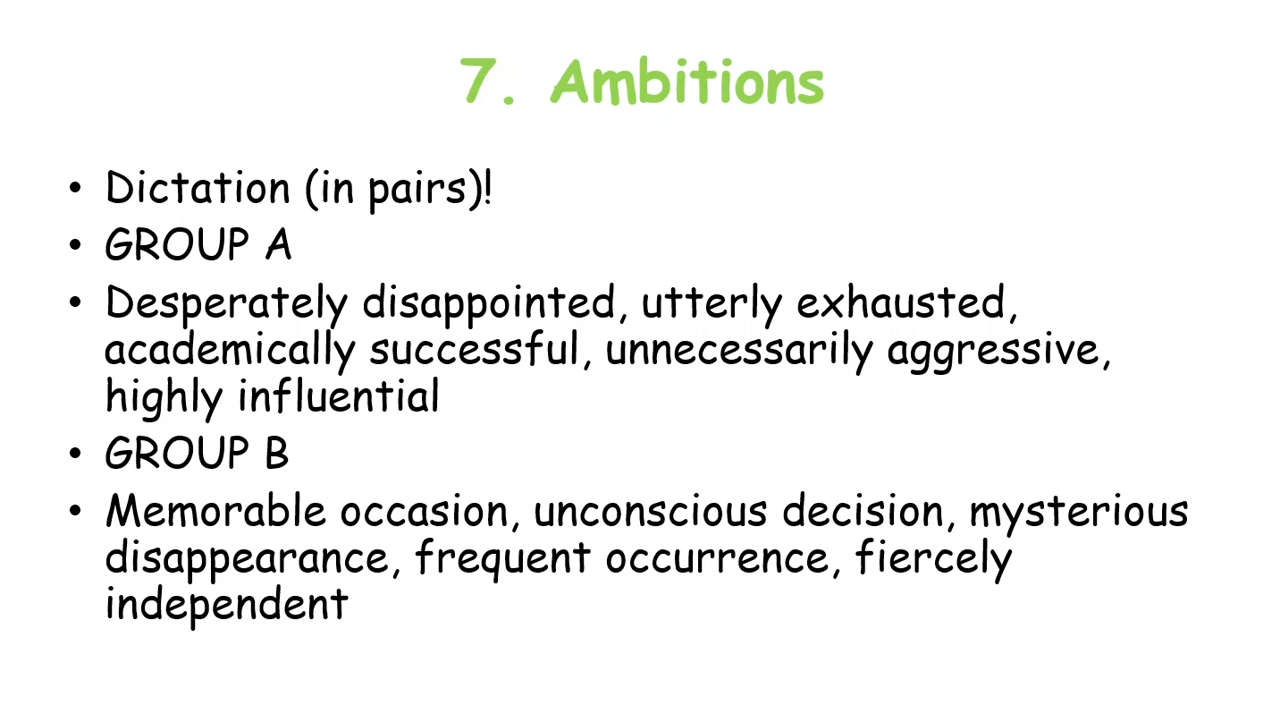 7. Ambitions
• Dictation (in pairs)!
• GROUP A
• Desperately disappointed, utterly exhausted,
academically successful, unnecessarily aggressive,
highly influential
• GROUP B
• Memorable occasion, unconscious decision, mysterious
disappearance, frequent occurrence, fiercely
independent